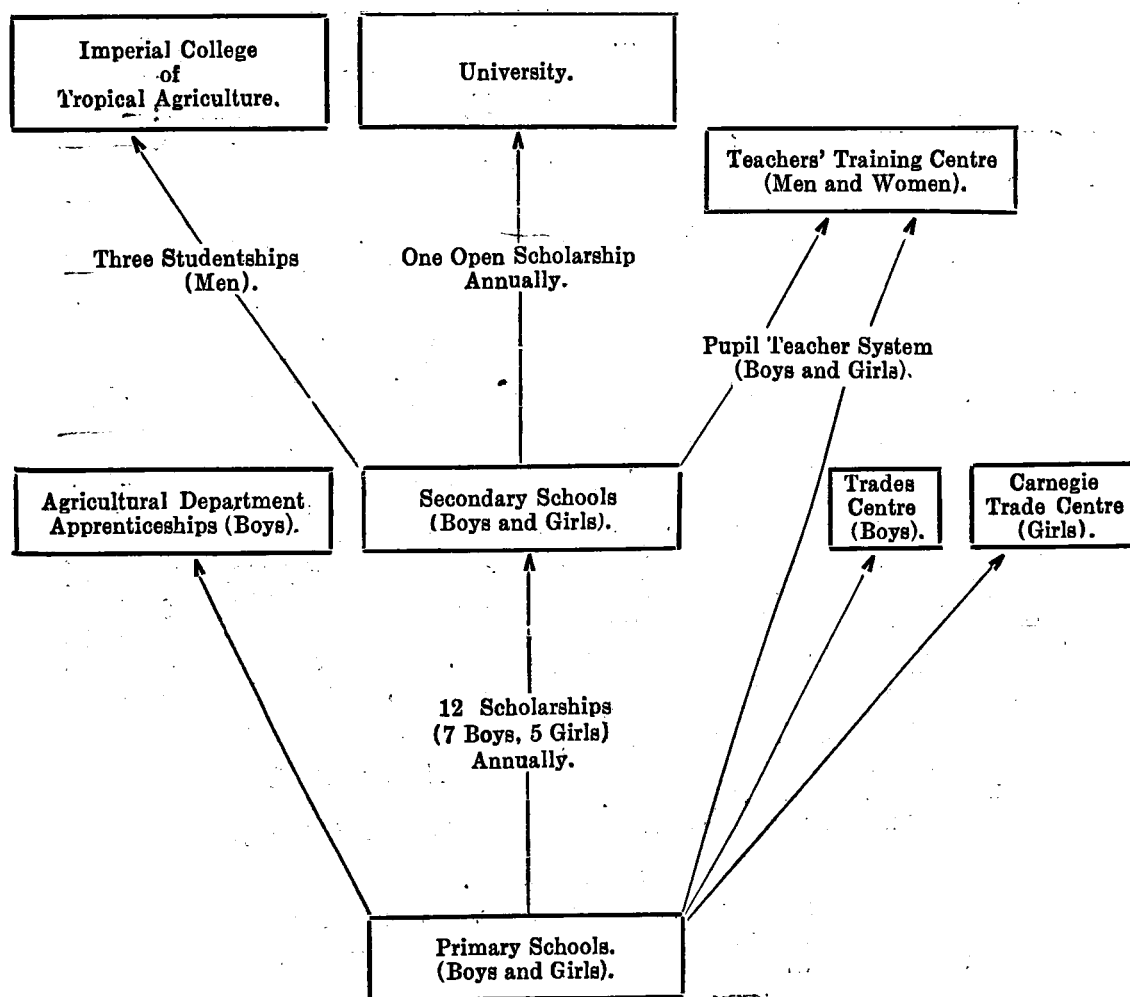 Imperial College
of
Tropical Agriculture.
University.
Teachers' Training Centre
(Men and Women).
Three Studentships
(Men).
One Open Scholarship
Annually.
Pupil Teacher System
(Boys and Girls).
Agricultural Department
Apprenticeships (Boys).
Secondary Schools
(Boys and Girls).
Trades
Centre
(Boys).
Carnegie
Trade Centre
(Girls).
12 Scholarships
(7 Boys, 5 Girls)
Annually.
Primary Schools.
(Boys and Girls).